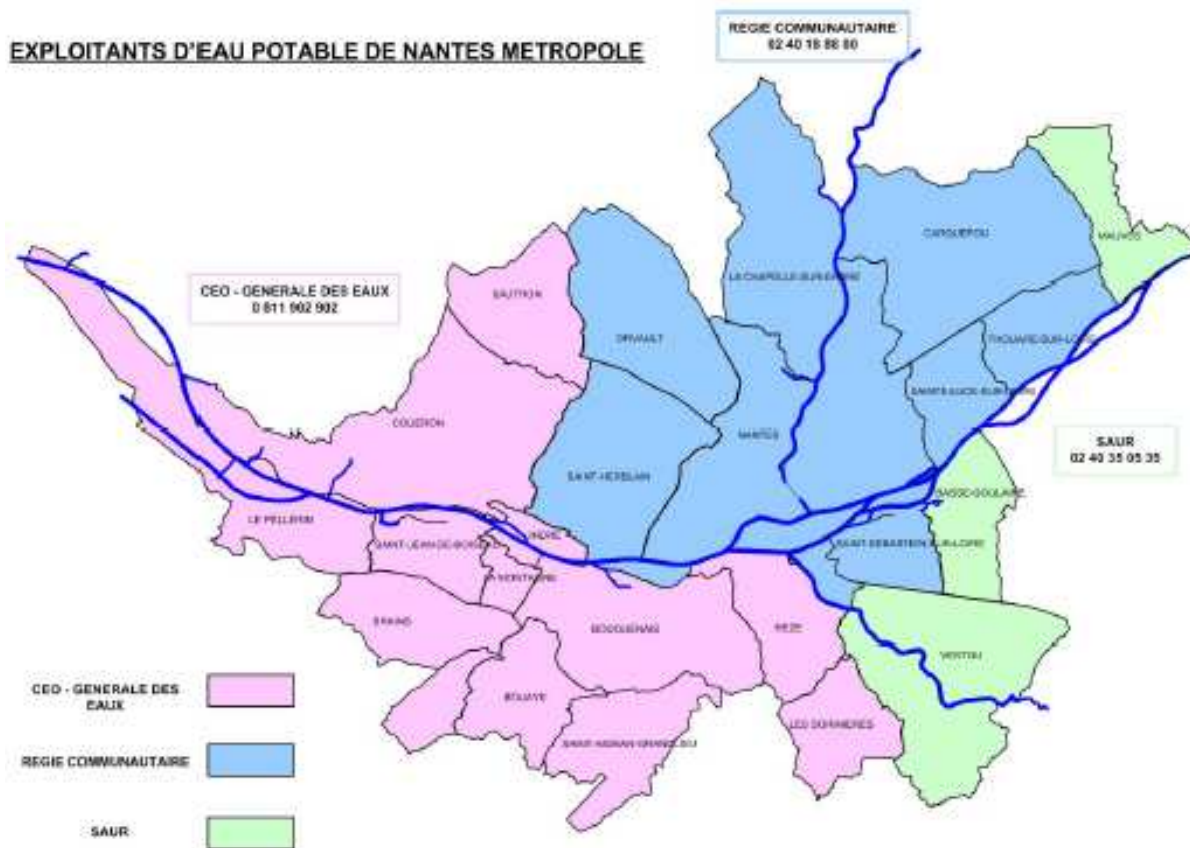 EXPLOITANTS D'EAU POTABLE DE NANTES METROPOLE
REGIE COMMUNAUTAIRE
02 40 18 88 00
CARQUEFOU
MAUVES
LA CHAPELLE-SUR-ERDRE
CEO - GENERALE DES EAUX
0 811 902 902
SAUTRON
ORVAULT
THOUARE-SUR-LOIRE
SAINTE-LUCE-SUR-LOIRE
COUERON
NANTES
SAUR
02 40 35 05 35
SAINT-HERBLAIN
BASSE-GOULAINE
LE PELLERIN
SAINT-JEAN-DE-BOISEAU
INDRE
SAINT-SEBASTIEN-SUR-LOIRE
LA MONTAGNE
BRAINS
BOUGUENAIS
REZE
VERTOU
BOUAYE
LES SORINIERES
SAINT-AIGNAN-GRANDLIEU
CEO - GENERALE DES
EAUX
REGIE COMMUNAUTAIRE
SAUR